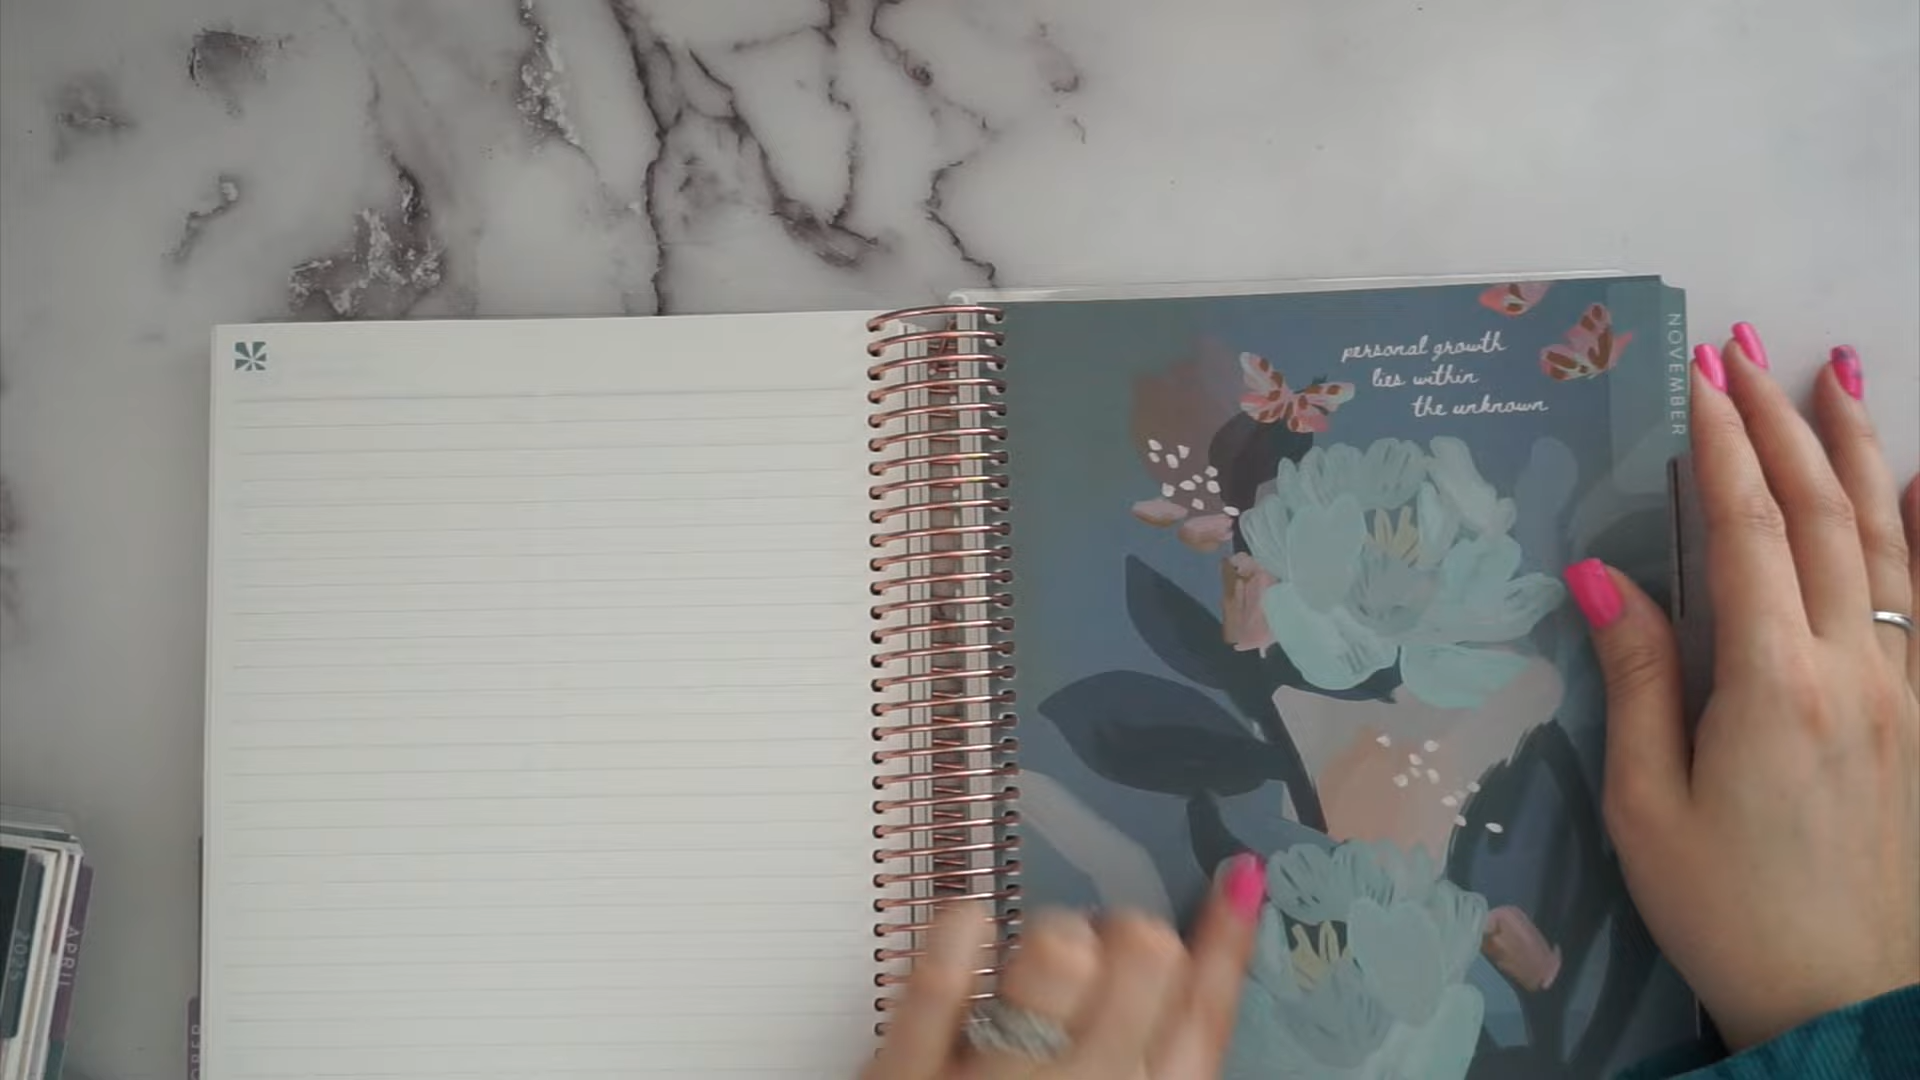 personal growth
lies within
the unknown
NOVEMBER
APRIL
2025